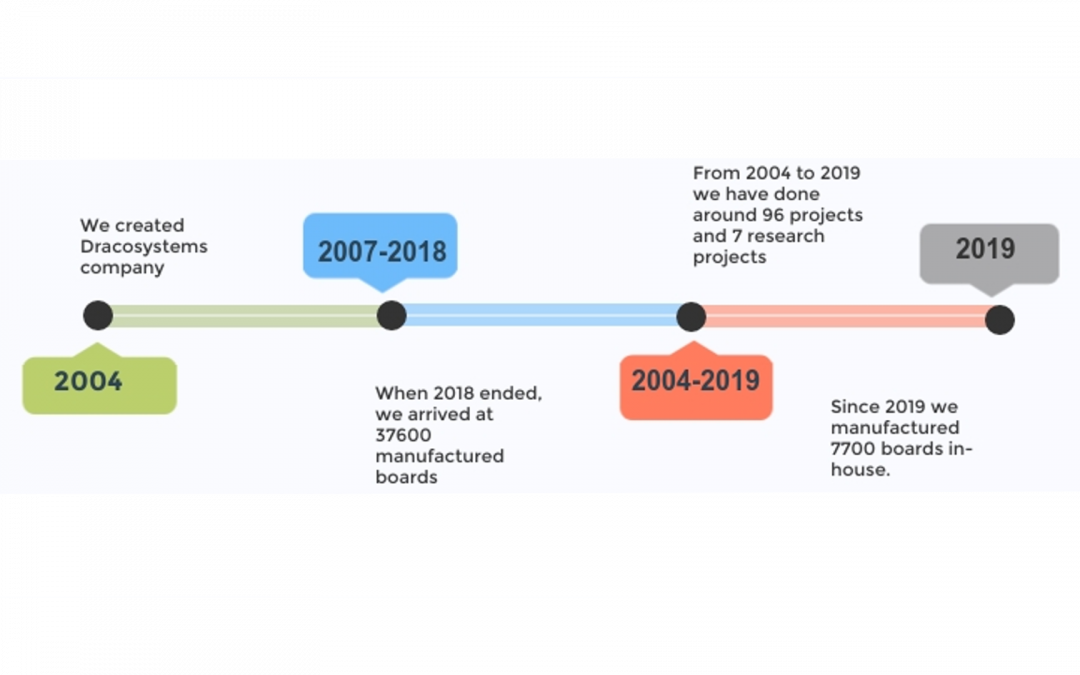 We created
Dracosystems
company
2004
2007-2018
When 2018 ended,
we arrived at
37600
manufactured
boards
From 2004 to 2019
we have done
around 96 projects
and 7 research
projects
2004-2019
2019
Since 2019 we
manufactured
7700 boards in-
house.